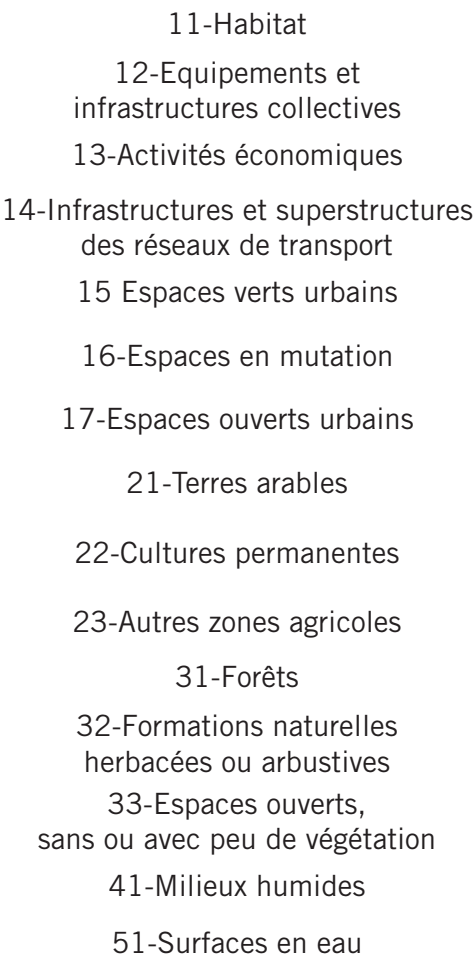 11-Habitat
12-Equipements et
infrastructures collectives
13-Activités économiques
14-Infrastructures et superstructures
des réseaux de transport
15 Espaces verts urbains
16-Espaces en mutation
17-Espaces ouverts urbains
21-Terres arables
22-Cultures permanentes
23-Autres zones agricoles
31-Forêts
32-Formations naturelles
herbacées ou arbustives
33-Espaces ouverts,
sans ou avec peu de végétation
41-Milieux humides
51-Surfaces en eau